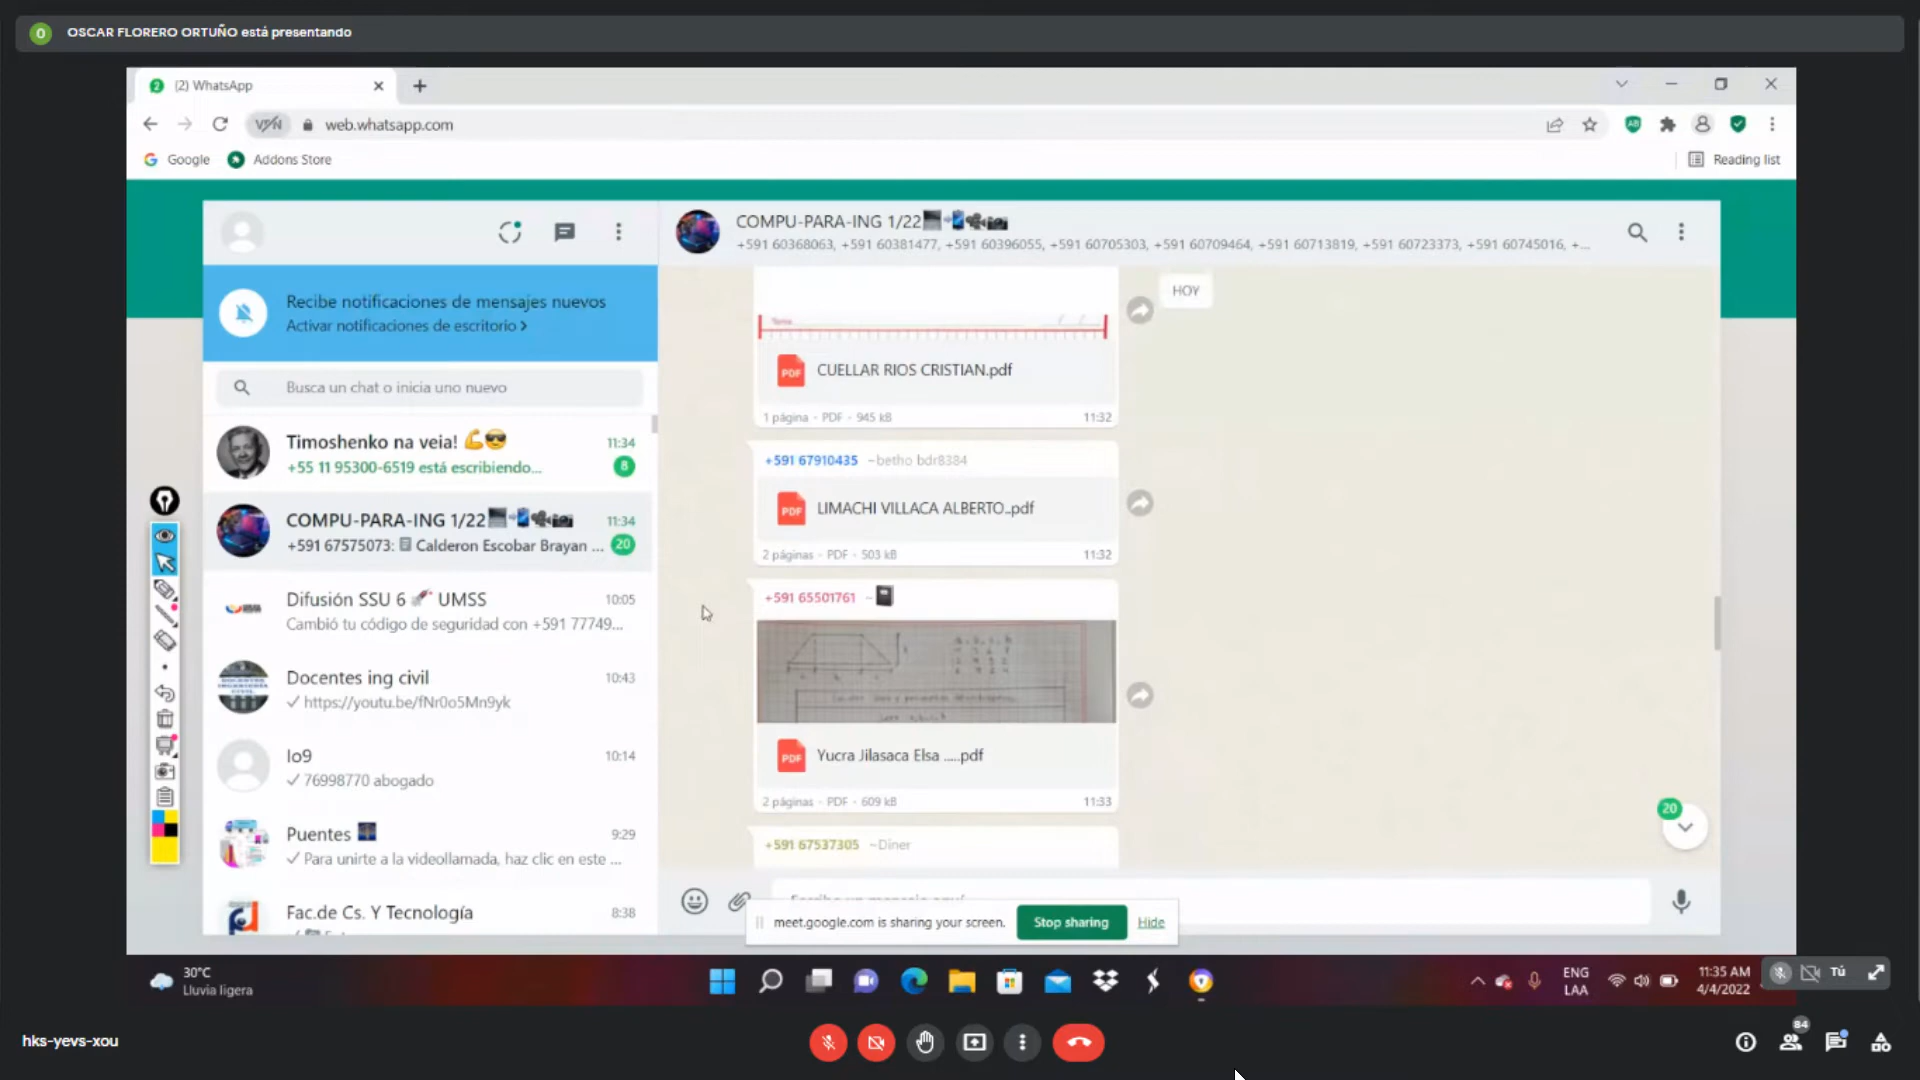 O OSCAR FLORERO ORTUÑO está presentando
2 (2) WhatsApp
VPN web.whatsapp.com
Google Addons Store Reading list
COMPU-PARA-ING 1/22
+591 60368063, +591 60381477, +591 60396055, +591 60705303, +591 60709464, +591 60713819, +591 60723373, +591 60745016, +...
Recibe notificaciones de mensajes nuevos
Activar notificaciones de escritorio >
Busca un chat o inicia uno nuevo
Timoshenko na veia! 💪😎 11:34
+55 11 95300-6519 está escribiendo... 8
COMPU-PARA-ING 1/22 11:34
+591 67575073: Calderon Escobar Brayan ... 20
Difusión SSU 6 UMSS 10:05
Cambió tu código de seguridad con +591 77749...
Docentes ing civil 10:43
https://youtu.be/fNr0o5Mn9yk
lo9 10:14
76998770 abogado
Puentes 9:29
Para unirte a la videollamada, haz clic en este ...
Fac.de Cs. Y Tecnología 8:38
HOY
Tema:
PDF CUELLAR RIOS CRISTIAN.pdf
1 página - PDF - 945 kB 11:32
+591 67910435 ~betho bdr8384
PDF LIMACHI VILLACA ALBERTO..pdf
2 páginas - PDF - 503 kB 11:32
+591 65501761 ~
PDF Yucra Jilasaca Elsa .....pdf
2 páginas - PDF - 609 kB 11:33
+591 67537305 ~Diner
20
meet.google.com is sharing your screen. Stop sharing Hide
30°C
Lluvia ligera
ENG
LAA
11:35 AM
4/4/2022
Tú
hks-yevs-xou
84